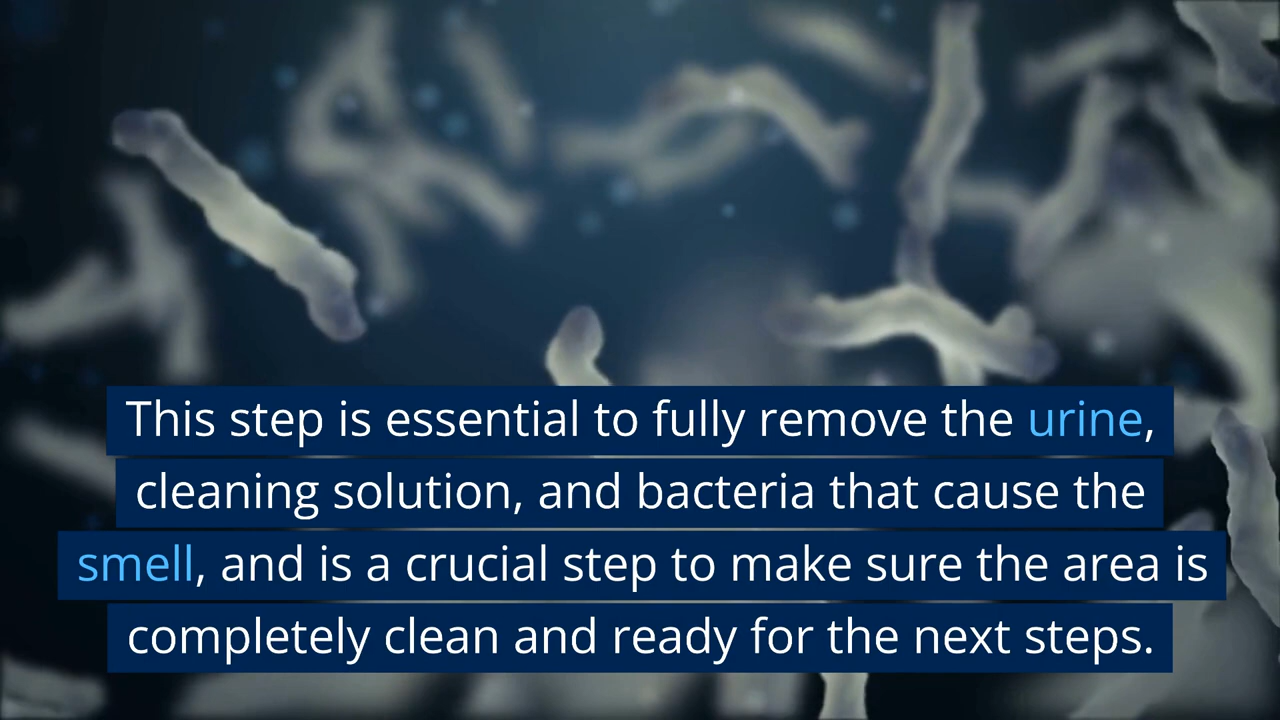 This step is essential to fully remove the urine,
cleaning solution, and bacteria that cause the
smell, and is a crucial step to make sure the area is
completely clean and ready for the next steps.